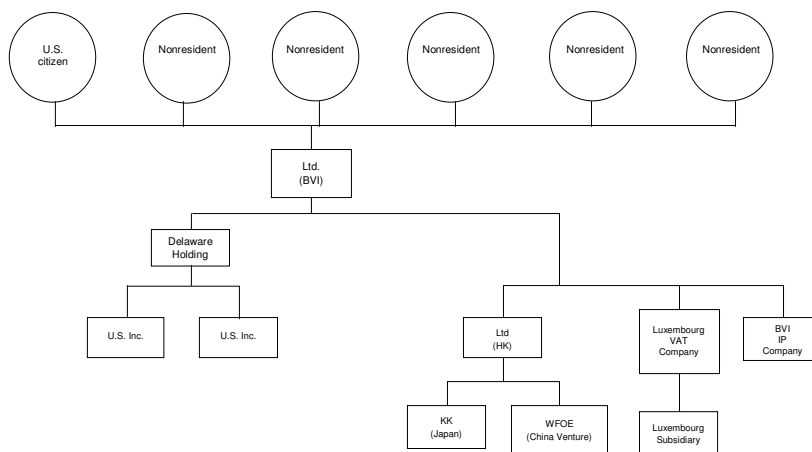 U.S.
citizen
Nonresident
Nonresident
Nonresident
Nonresident
Nonresident
Ltd.
(BVI)
Delaware
Holding
U.S. Inc.
U.S. Inc.
Ltd
(HK)
Luxembourg
VAT
Company
BVI
IP
Company
KK
(Japan)
WFOE
(China Venture)
Luxembourg
Subsidiary